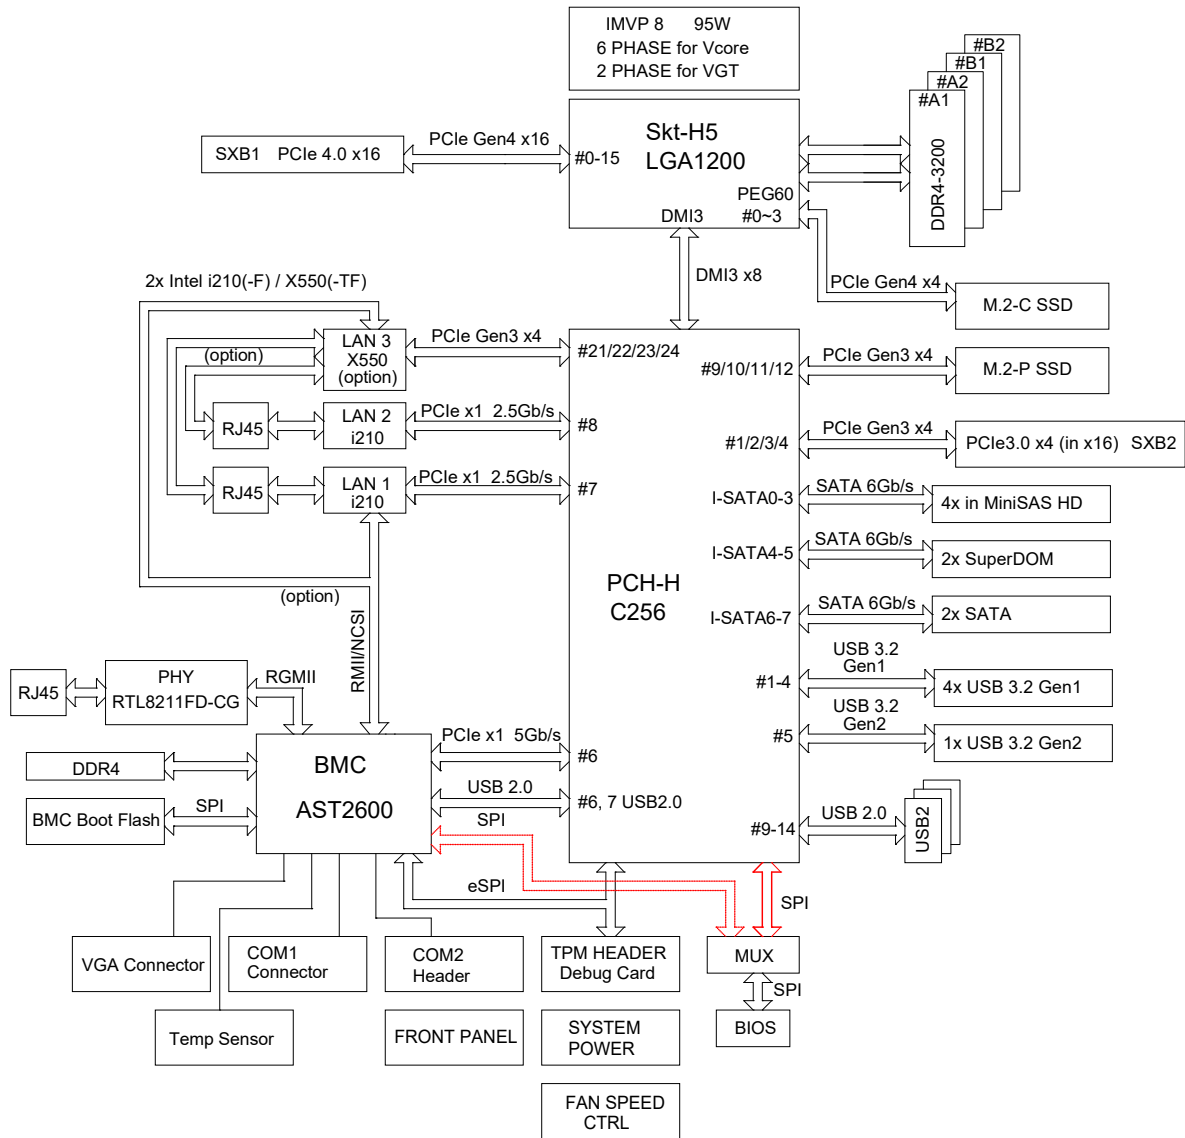 IMVP 8 95W
6 PHASE for Vcore
2 PHASE for VGT
#B2
#B1
#A2
#A1
DDR4-3200
Skt-H5
LGA1200
SXB1 PCIe 4.0 x16
PCIe Gen4 x16
#0-15
PEG60
DMI3 #0~3
DMI3 x8
PCIe Gen4 x4
M.2-C SSD
2x Intel i210(-F) / X550(-TF)
(option)
LAN 3
X550
(option)
PCIe Gen3 x4
#21/22/23/24
#9/10/11/12
PCIe Gen3 x4
M.2-P SSD
RJ45
LAN 2
i210
PCIe x1 2.5Gb/s
#8
#1/2/3/4
PCIe Gen3 x4
PCIe3.0 x4 (in x16) SXB2
RJ45
LAN 1
i210
PCIe x1 2.5Gb/s
#7
I-SATA0-3
SATA 6Gb/s
4x in MiniSAS HD
I-SATA4-5
SATA 6Gb/s
2x SuperDOM
PCH-H
C256
(option)
RMII/NCSI
I-SATA6-7
SATA 6Gb/s
2x SATA
RJ45
PHY
RTL8211FD-CG
RGMII
#1-4
USB 3.2
Gen1
4x USB 3.2 Gen1
#5
USB 3.2
Gen2
1x USB 3.2 Gen2
DDR4
BMC
AST2600
PCIe x1 5Gb/s
#6
BMC Boot Flash
SPI
USB 2.0
#6, 7 USB2.0
SPI
#9-14
USB 2.0
USB2
eSPI
SPI
VGA Connector
COM1
Connector
COM2
Header
TPM HEADER
Debug Card
MUX
SPI
Temp Sensor
FRONT PANEL
SYSTEM
POWER
BIOS
FAN SPEED
CTRL